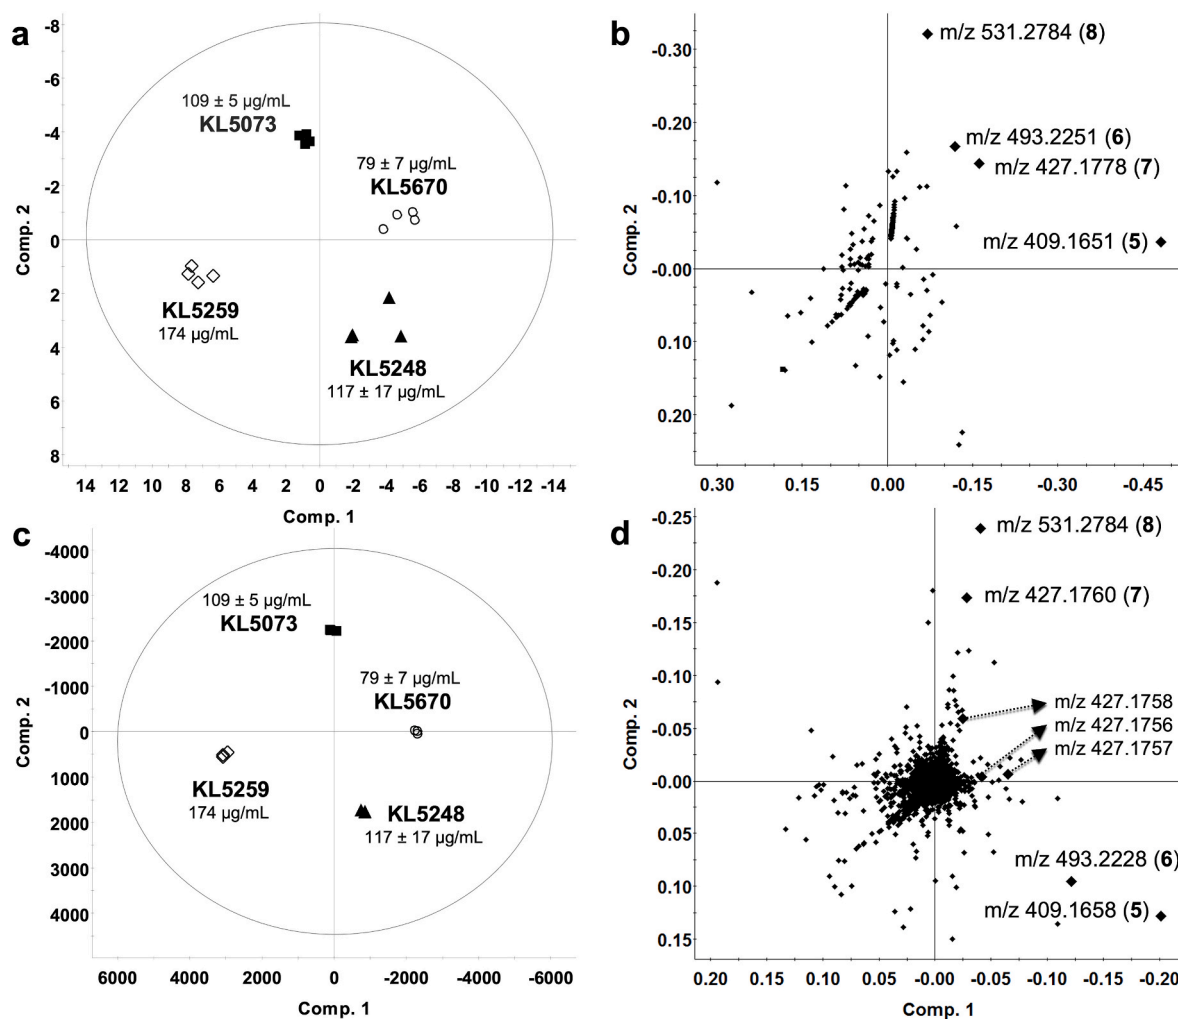 a
-8
-6
-4
-2
0
2
4
6
8
Comp. 2
109 ± 5 µg/mL
KL5073
79 ± 7 µg/mL
KL5670
KL5259
174 µg/mL
KL5248
117 ± 17 µg/mL
14 12 10 8 6 4 2 0 -2 -4 -6 -8 -10 -12 -14
Comp. 1
b
-0.30
-0.20
-0.10
-0.00
0.10
0.20
Comp. 2
m/z 531.2784 (8)
m/z 493.2251 (6)
m/z 427.1778 (7)
m/z 409.1651 (5)
0.30 0.15 0.00 -0.15 -0.30 -0.45
c
-4000
-3000
-2000
-1000
0
1000
2000
3000
4000
Comp. 2
109 ± 5 µg/mL
KL5073
79 ± 7 µg/mL
KL5670
KL5259
174 µg/mL
KL5248
117 ± 17 µg/mL
6000 4000 2000 0 -2000 -4000 -6000
Comp. 1
d
-0.25
-0.20
-0.15
-0.10
-0.05
-0.00
0.05
0.10
0.15
Comp. 2
m/z 531.2784 (8)
m/z 427.1760 (7)
m/z 427.1758
m/z 427.1756
m/z 427.1757
m/z 493.2228 (6)
m/z 409.1658 (5)
0.20 0.15 0.10 0.05 -0.00 -0.05 -0.10 -0.15 -0.20
Comp. 1